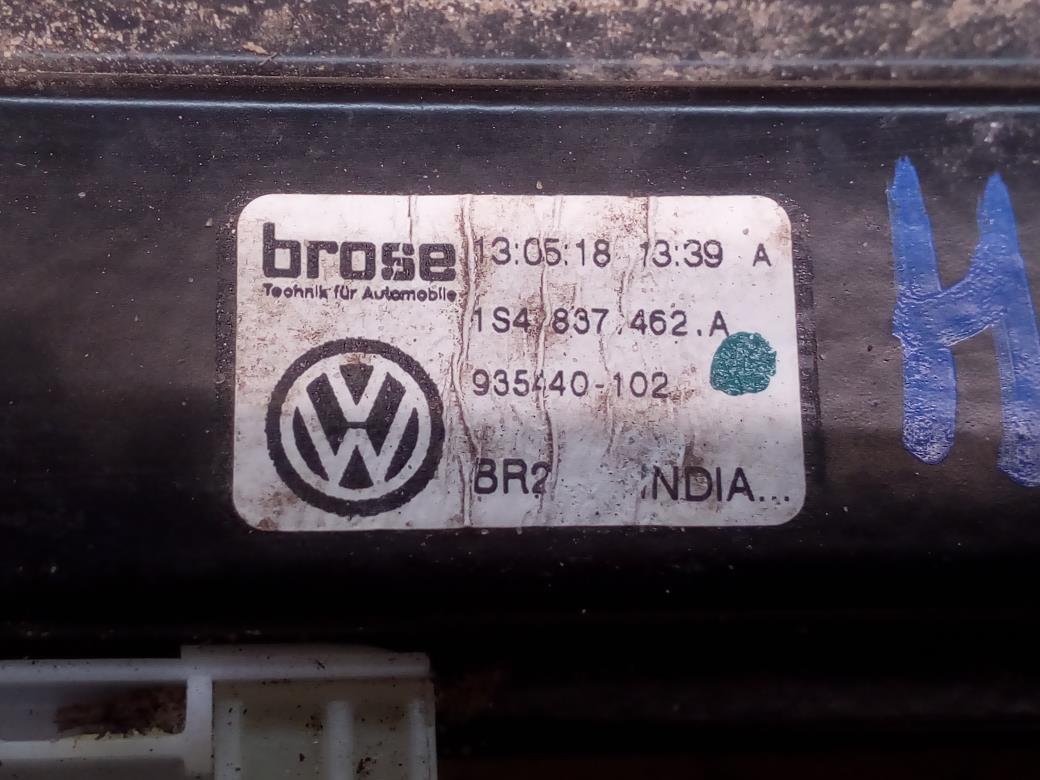 brose
Technik für Automobile
13:05:18 13:39 A
1S4 837.462.A
935440-102
BR2 INDIA...
H